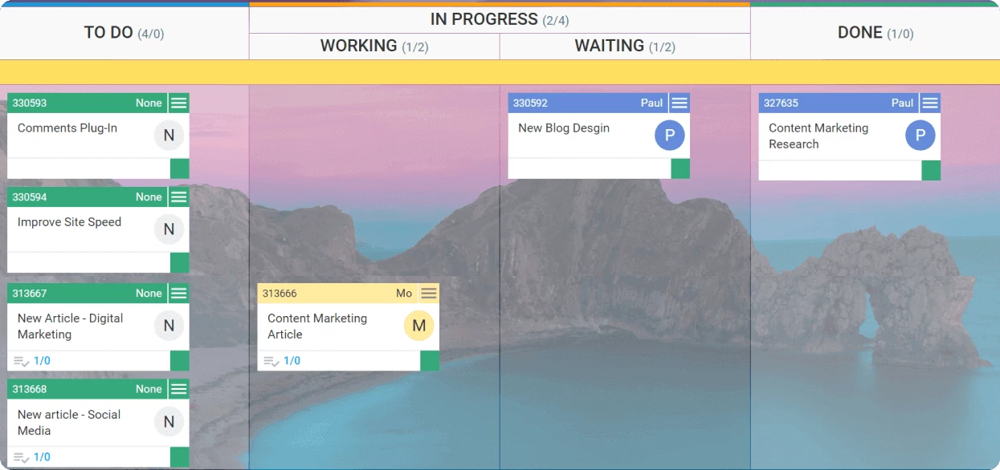 TO DO (4/0)
IN PROGRESS (2/4)
WORKING (1/2)
WAITING (1/2)
DONE (1/0)
330593 None
Comments Plug-In
N
330594 None
Improve Site Speed
N
313667 None
New Article - Digital
Marketing
N
1/0
313668 None
New article - Social
Media
N
1/0
313666 Mo
Content Marketing
Article
M
1/0
330592 Paul
New Blog Desgin
P
327635 Paul
Content Marketing
Research
P